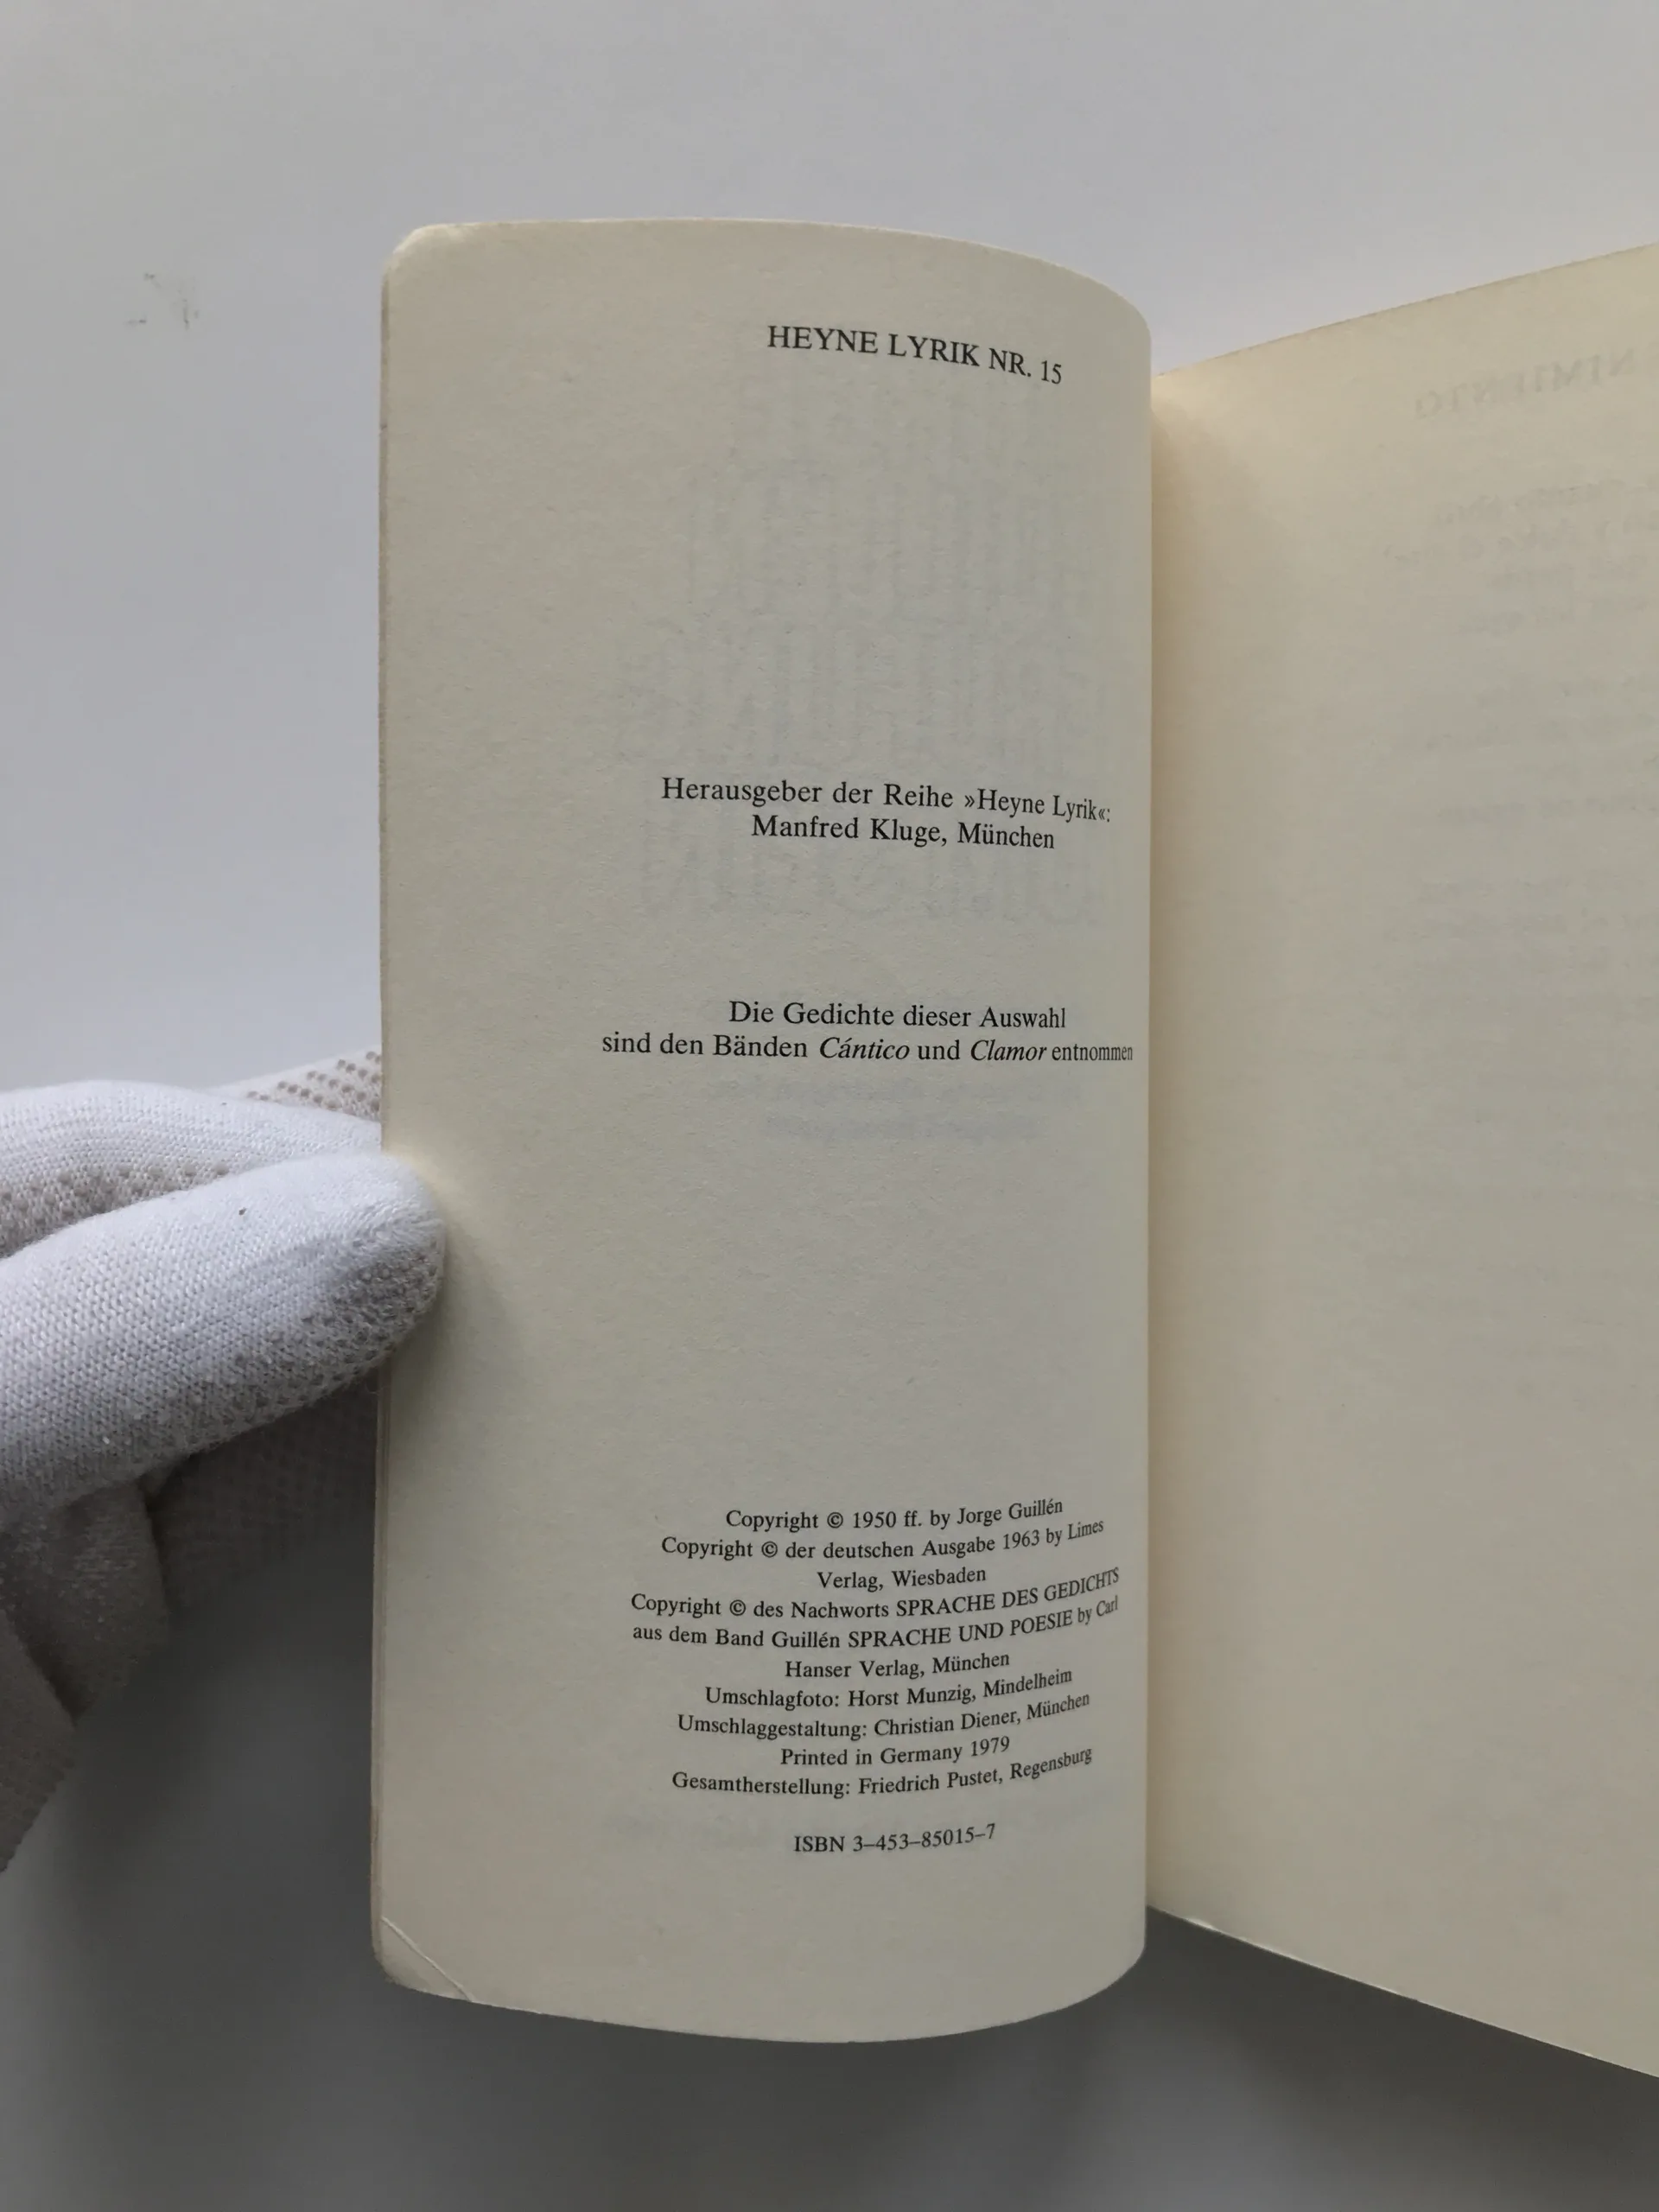 HEYNE LYRIK NR. 15
Herausgeber der Reihe »Heyne Lyrik«:
Manfred Kluge, München
Die Gedichte dieser Auswahl
sind den Bänden Cántico und Clamor entnommen
Copyright © 1950 ff. by Jorge Guillén
Copyright © der deutschen Ausgabe 1963 by Limes
Verlag, Wiesbaden
Copyright © des Nachworts SPRACHE DES GEDICHTS
aus dem Band Guillén SPRACHE UND POESIE by Carl
Hanser Verlag, München
Umschlagfoto: Horst Munzig, Mindelheim
Umschlaggestaltung: Christian Diener, München
Printed in Germany 1979
Gesamtherstellung: Friedrich Pustet, Regensburg
ISBN 3–453–85015–7